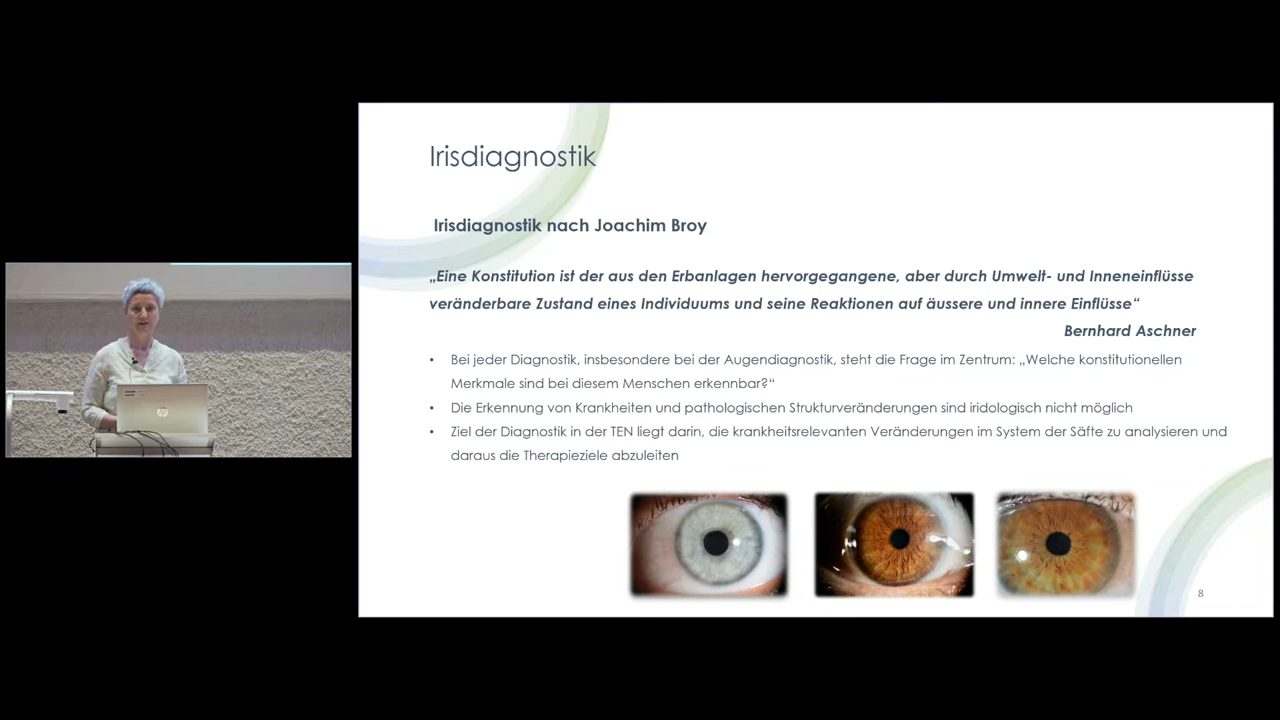 Irisdiagnostik
Irisdiagnostik nach Joachim Broy
„Eine Konstitution ist der aus den Erbanlagen hervorgegangene, aber durch Umwelt- und Inneneinflüsse
veränderbare Zustand eines Individuums und seine Reaktionen auf äussere und innere Einflüsse“
Bernhard Aschner
• Bei jeder Diagnostik, insbesondere bei der Augendiagnostik, steht die Frage im Zentrum: „Welche konstitutionellen
Merkmale sind bei diesem Menschen erkennbar?“
• Die Erkennung von Krankheiten und pathologischen Strukturveränderungen sind iridologisch nicht möglich
• Ziel der Diagnostik in der TEN liegt darin, die krankheitsrelevanten Veränderungen im System der Säfte zu analysieren und
daraus die Therapieziele abzuleiten
8